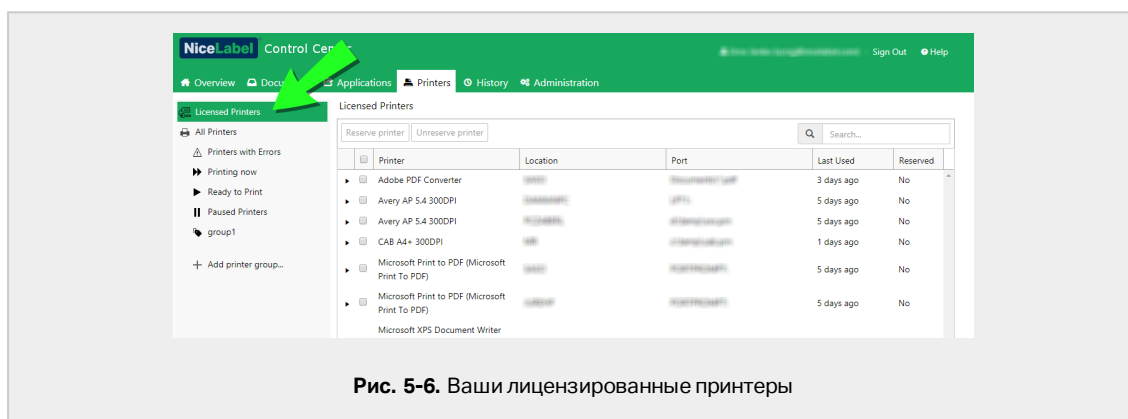 NiceLabel Control Center
Sign Out Help
Overview Applications Printers History Administration
Licensed Printers
All Printers
Printers with Errors
Printing now
Ready to Print
Paused Printers
group1
+ Add printer group...
Licensed Printers
Reserve printer Unreserve printer Search...
Printer Location Port Last Used Reserved
Adobe PDF Converter 3 days ago No
Avery AP 5.4 300DPI 5 days ago No
Avery AP 5.4 300DPI 5 days ago No
CAB A4+ 300DPI 1 days ago No
Microsoft Print to PDF (Microsoft
Print To PDF) 5 days ago No
Microsoft Print to PDF (Microsoft
Print To PDF) 5 days ago No
Microsoft XPS Document Writer
Рис. 5-6. Ваши лицензированные принтеры